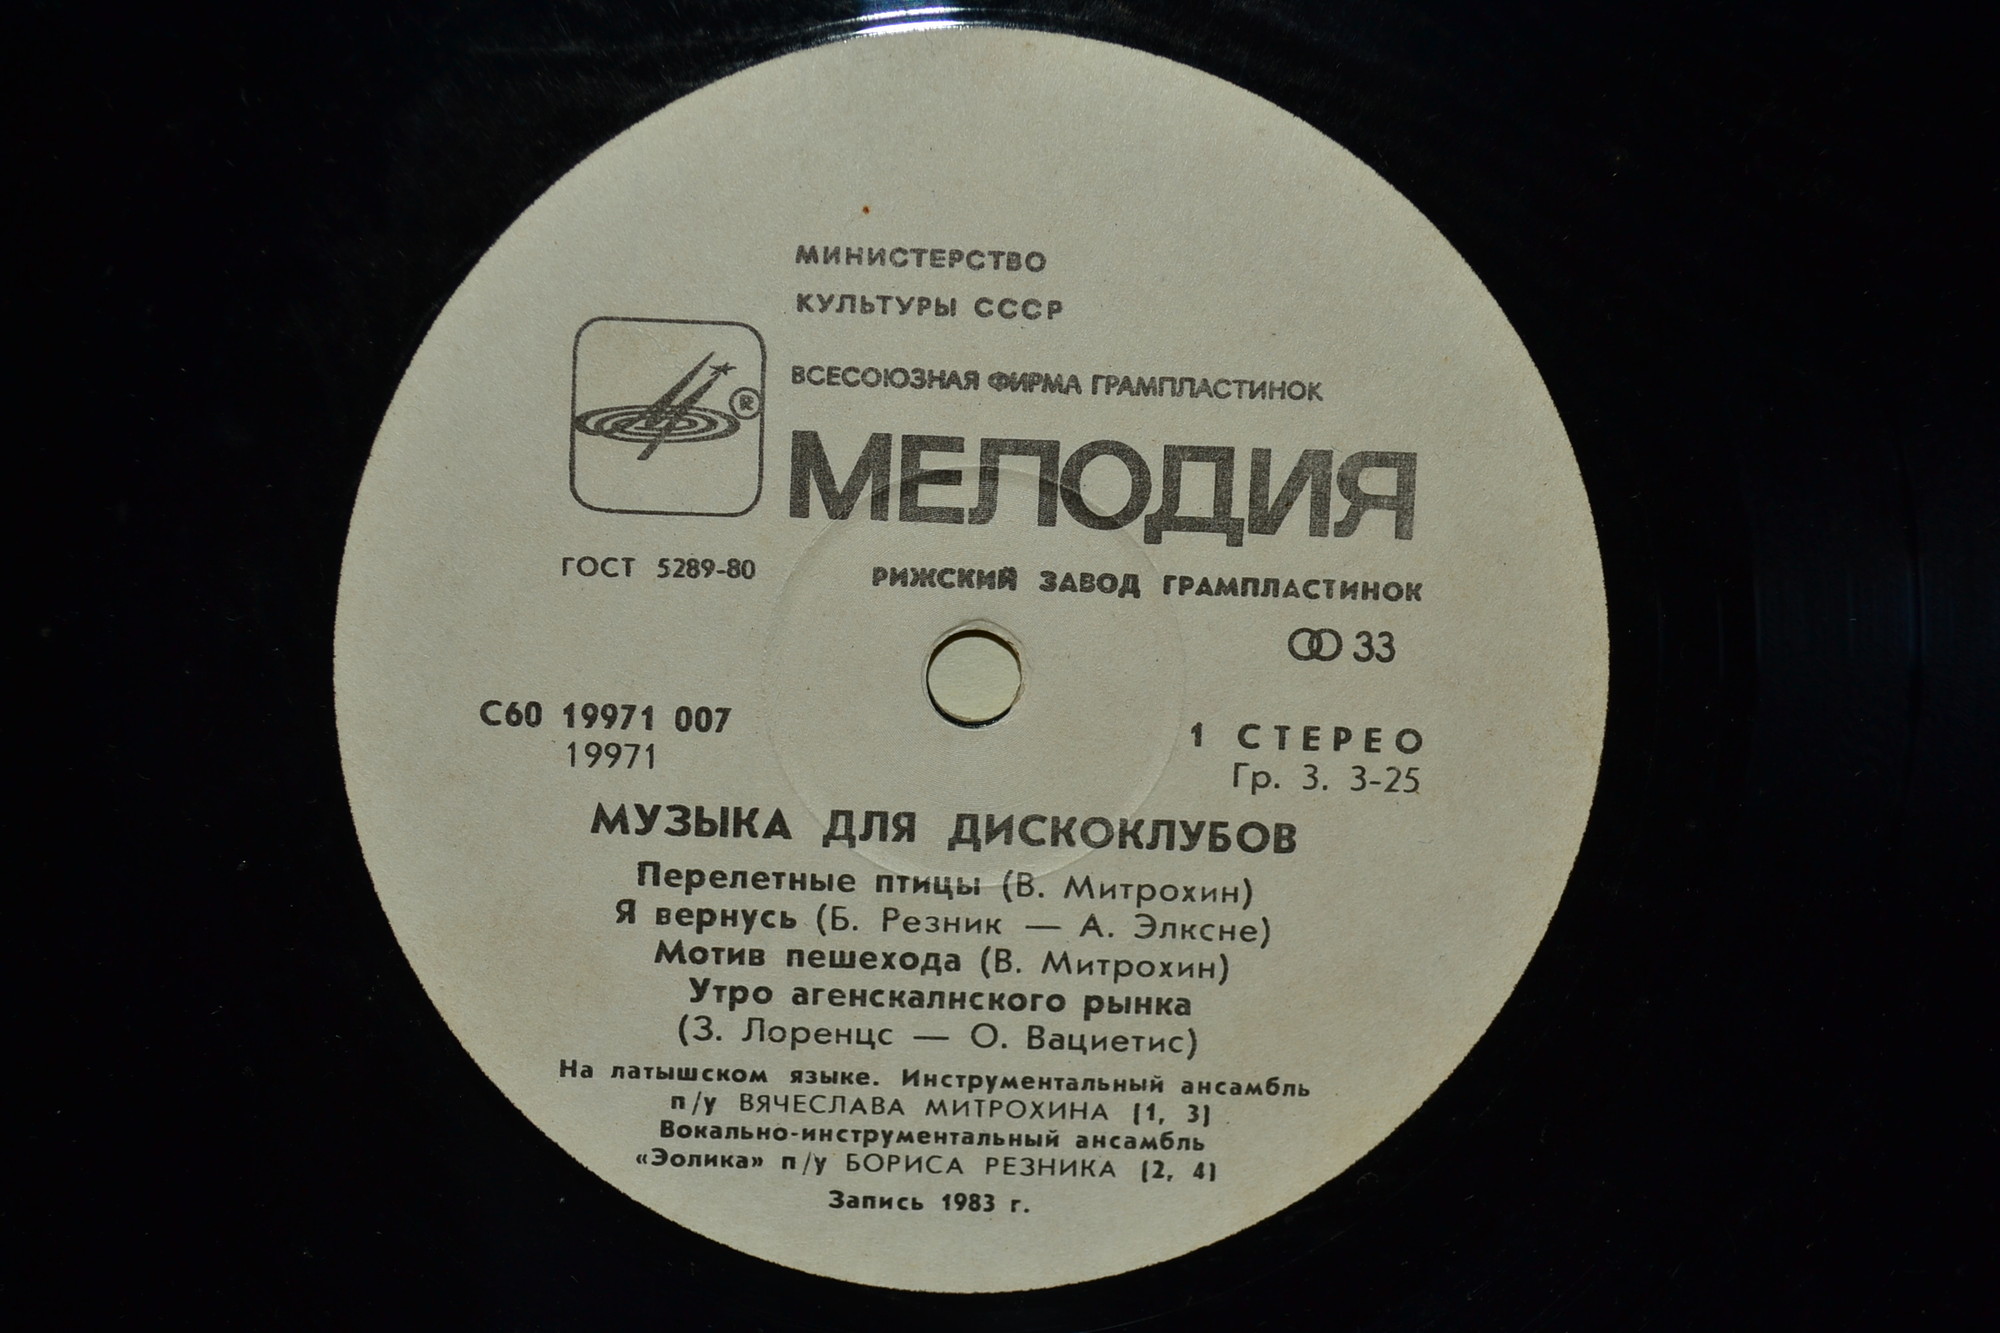 МИНИСТЕРСТВО
КУЛЬТУРЫ СССР
ВСЕСОЮЗНАЯ ФИРМА ГРАМПЛАСТИНОК
®
МЕЛОДИЯ
ГОСТ 5289-80
РИЖСКИЙ ЗАВОД ГРАМПЛАСТИНОК
33
С60 19971 007
19971
1 СТЕРЕО
Гр. 3. 3-25
МУЗЫКА ДЛЯ ДИСКОКЛУБОВ
Перелетные птицы (В. Митрохин)
Я вернусь (Б. Резник — А. Элксне)
Мотив пешехода (В. Митрохин)
Утро агенскалнского рынка
(З. Лоренцс — О. Вациетис)
На латышском языке. Инструментальный ансамбль
п/у ВЯЧЕСЛАВА МИТРОХИНА (1, 3)
Вокально-инструментальный ансамбль
«Эолика» п/у БОРИСА РЕЗНИКА (2, 4)
Запись 1983 г.